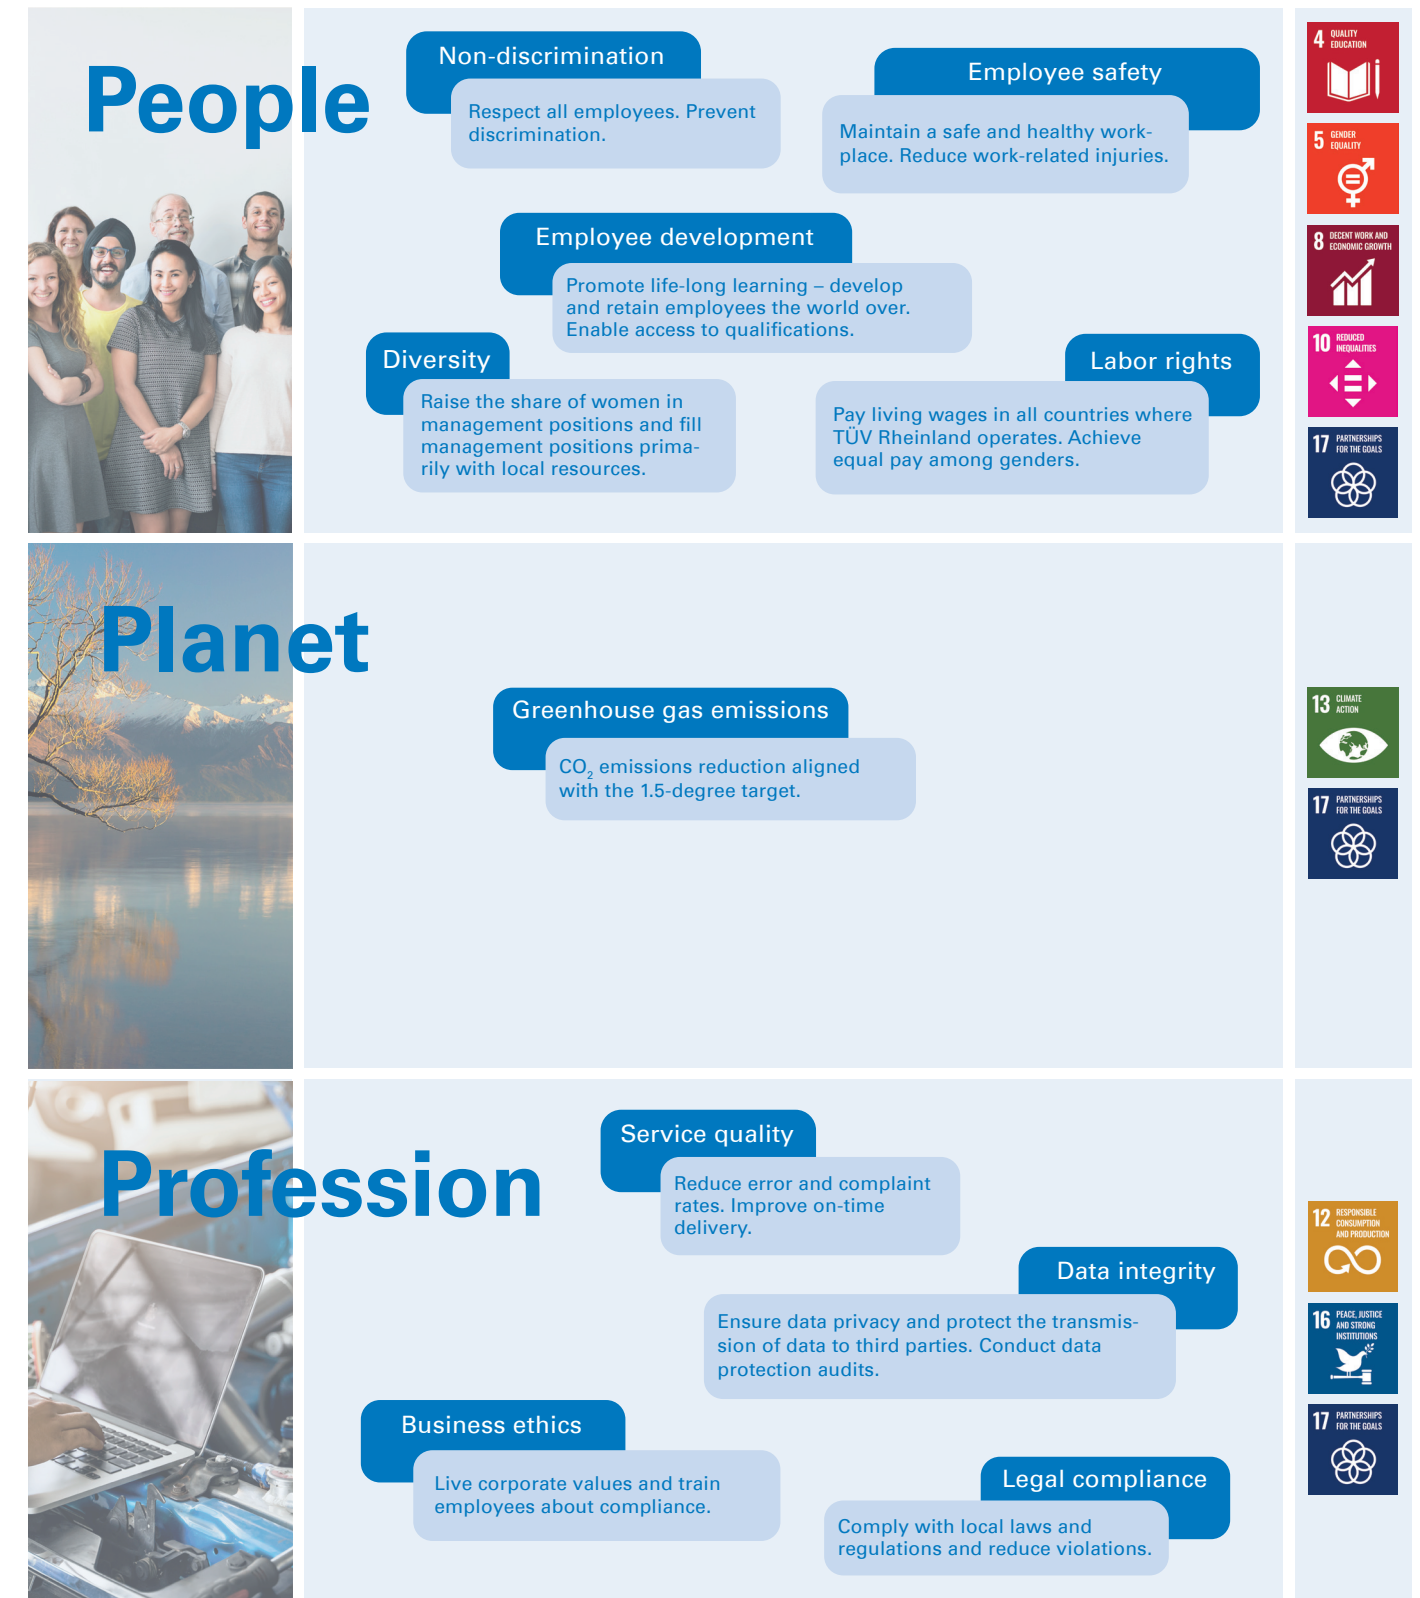 People
Non-discrimination
Respect all employees. Prevent
discrimination.
Employee safety
Maintain a safe and healthy work-
place. Reduce work-related injuries.
Employee development
Promote life-long learning – develop
and retain employees the world over.
Enable access to qualifications.
Diversity
Raise the share of women in
management positions and fill
management positions prima-
rily with local resources.
Labor rights
Pay living wages in all countries where
TÜV Rheinland operates. Achieve
equal pay among genders.
4 QUALITY
EDUCATION
5 GENDER
EQUALITY
8 DECENT WORK AND
ECONOMIC GROWTH
10 REDUCED
INEQUALITIES
17 PARTNERSHIPS
FOR THE GOALS
Planet
Greenhouse gas emissions
CO₂ emissions reduction aligned
with the 1.5-degree target.
13 CLIMATE
ACTION
17 PARTNERSHIPS
FOR THE GOALS
Profession
Service quality
Reduce error and complaint
rates. Improve on-time
delivery.
Data integrity
Ensure data privacy and protect the transmis-
sion of data to third parties. Conduct data
protection audits.
Business ethics
Live corporate values and train
employees about compliance.
Legal compliance
Comply with local laws and
regulations and reduce violations.
12 RESPONSIBLE
CONSUMPTION
AND PRODUCTION
16 PEACE, JUSTICE
AND STRONG
INSTITUTIONS
17 PARTNERSHIPS
FOR THE GOALS